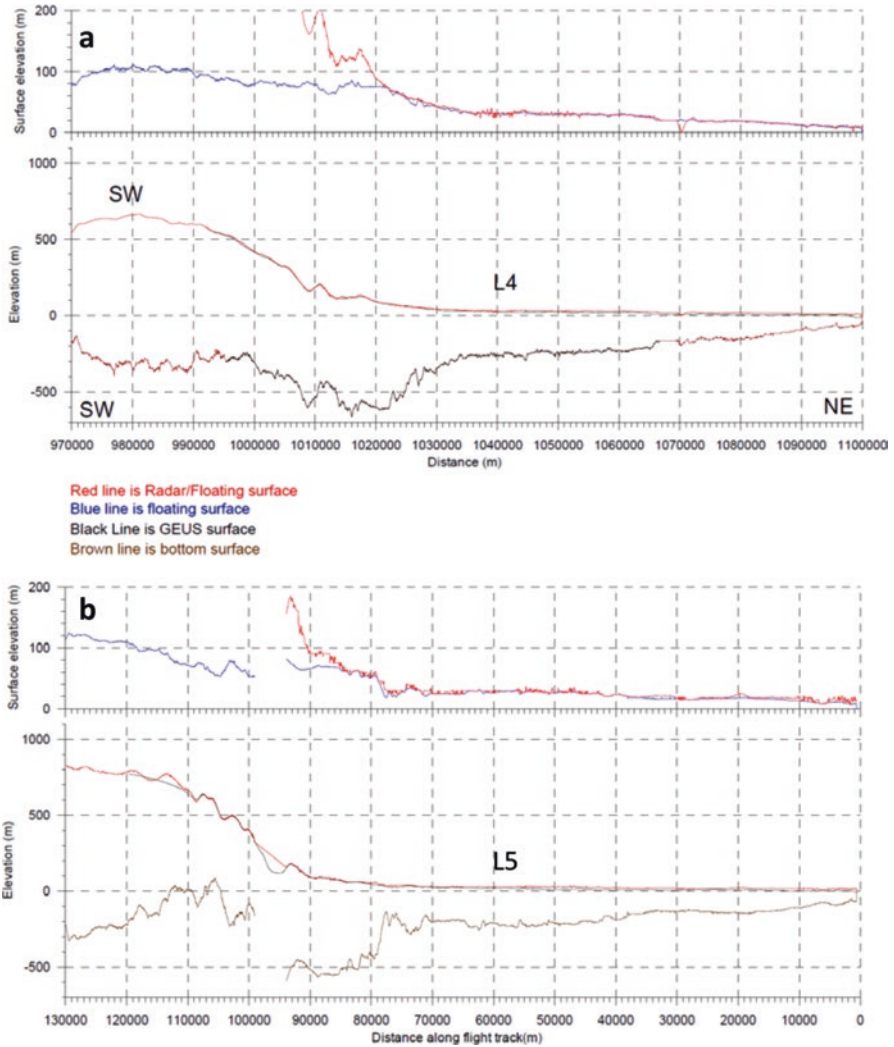 a
Surface elevation (m)
200
100
0
Elevation (m)
1000
500
0
-500
SW
L4
SW
NE
970000 980000 990000 1000000 1010000 1020000 1030000 1040000 1050000 1060000 1070000 1080000 1090000 1100000
Distance (m)
Red line is Radar/Floating surface
Blue line is floating surface
Black Line is GEUS surface
Brown line is bottom surface
b
Surface elevation (m)
200
100
0
Elevation (m)
1000
500
0
-500
L5
130000 120000 110000 100000 90000 80000 70000 60000 50000 40000 30000 20000 10000 0
Distance along flight track(m)